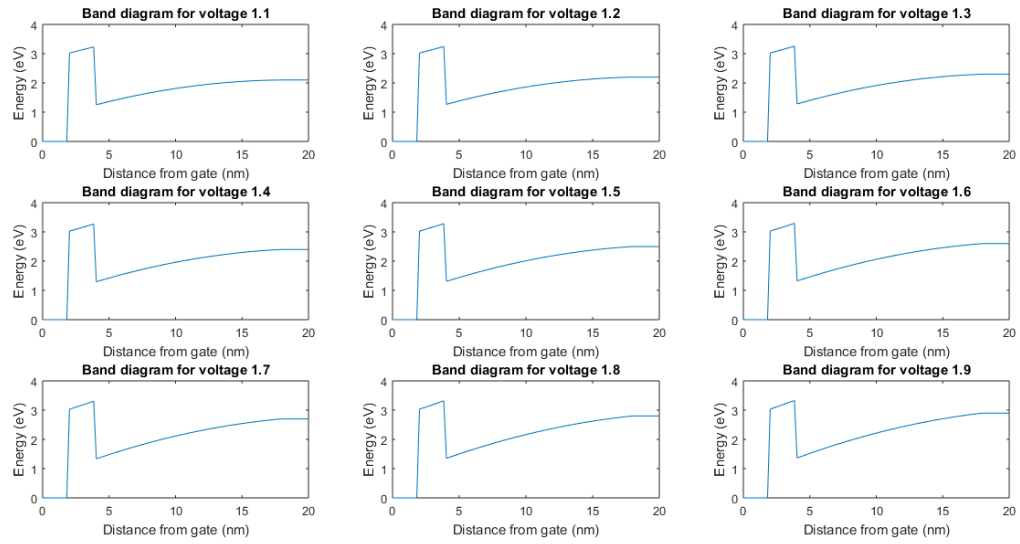 Band diagram for voltage 1.1
Energy (eV)
4
3
2
1
0
0 5 10 15 20
Distance from gate (nm)
Band diagram for voltage 1.2
Energy (eV)
4
3
2
1
0
0 5 10 15 20
Distance from gate (nm)
Band diagram for voltage 1.3
Energy (eV)
4
3
2
1
0
0 5 10 15 20
Distance from gate (nm)
Band diagram for voltage 1.4
Energy (eV)
4
3
2
1
0
0 5 10 15 20
Distance from gate (nm)
Band diagram for voltage 1.5
Energy (eV)
4
3
2
1
0
0 5 10 15 20
Distance from gate (nm)
Band diagram for voltage 1.6
Energy (eV)
4
3
2
1
0
0 5 10 15 20
Distance from gate (nm)
Band diagram for voltage 1.7
Energy (eV)
4
3
2
1
0
0 5 10 15 20
Distance from gate (nm)
Band diagram for voltage 1.8
Energy (eV)
4
3
2
1
0
0 5 10 15 20
Distance from gate (nm)
Band diagram for voltage 1.9
Energy (eV)
4
3
2
1
0
0 5 10 15 20
Distance from gate (nm)